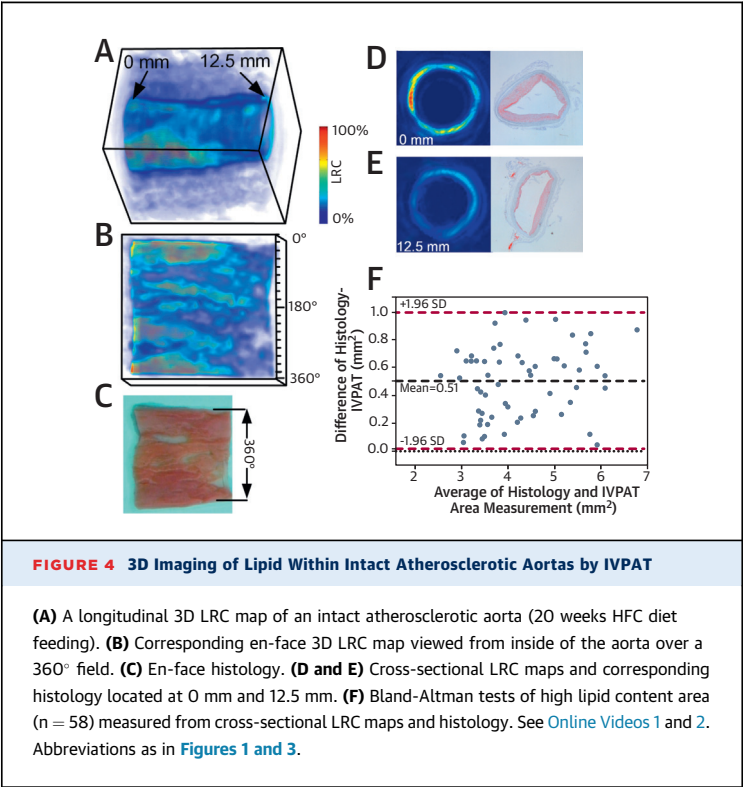 A
0 mm
12.5 mm
100%
LRC
0%
B
0°
180°
360°
C
360°
D
0 mm
E
12.5 mm
F
+1.96 SD
Mean=0.51
-1.96 SD
1.0
0.8
0.6
0.4
0.2
0.0
Difference of Histology-
IVPAT (mm²)
2 3 4 5 6 7
Average of Histology and IVPAT
Area Measurement (mm²)
FIGURE 4 3D Imaging of Lipid Within Intact Atherosclerotic Aortas by IVPAT
(A) A longitudinal 3D LRC map of an intact atherosclerotic aorta (20 weeks HFC diet
feeding). (B) Corresponding en-face 3D LRC map viewed from inside of the aorta over a
360° field. (C) En-face histology. (D and E) Cross-sectional LRC maps and corresponding
histology located at 0 mm and 12.5 mm. (F) Bland-Altman tests of high lipid content area
(n = 58) measured from cross-sectional LRC maps and histology. See Online Videos 1 and 2.
Abbreviations as in Figures 1 and 3.